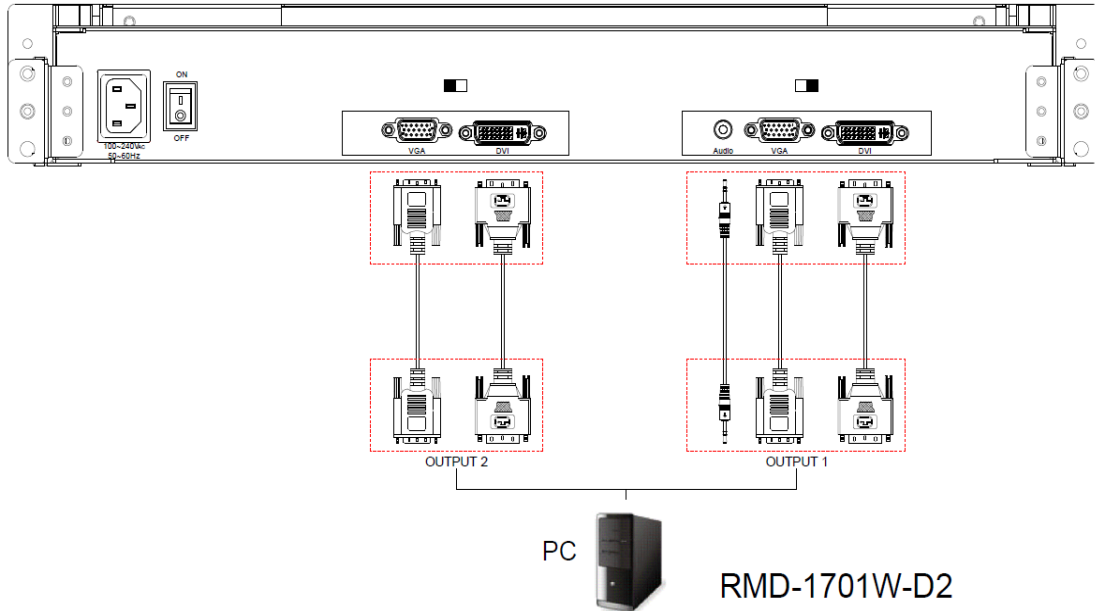 ON
OFF
100~240Vac
50~60Hz
VGA
DVI
Audio
VGA
DVI
OUTPUT 2
OUTPUT 1
PC
RMD-1701W-D2